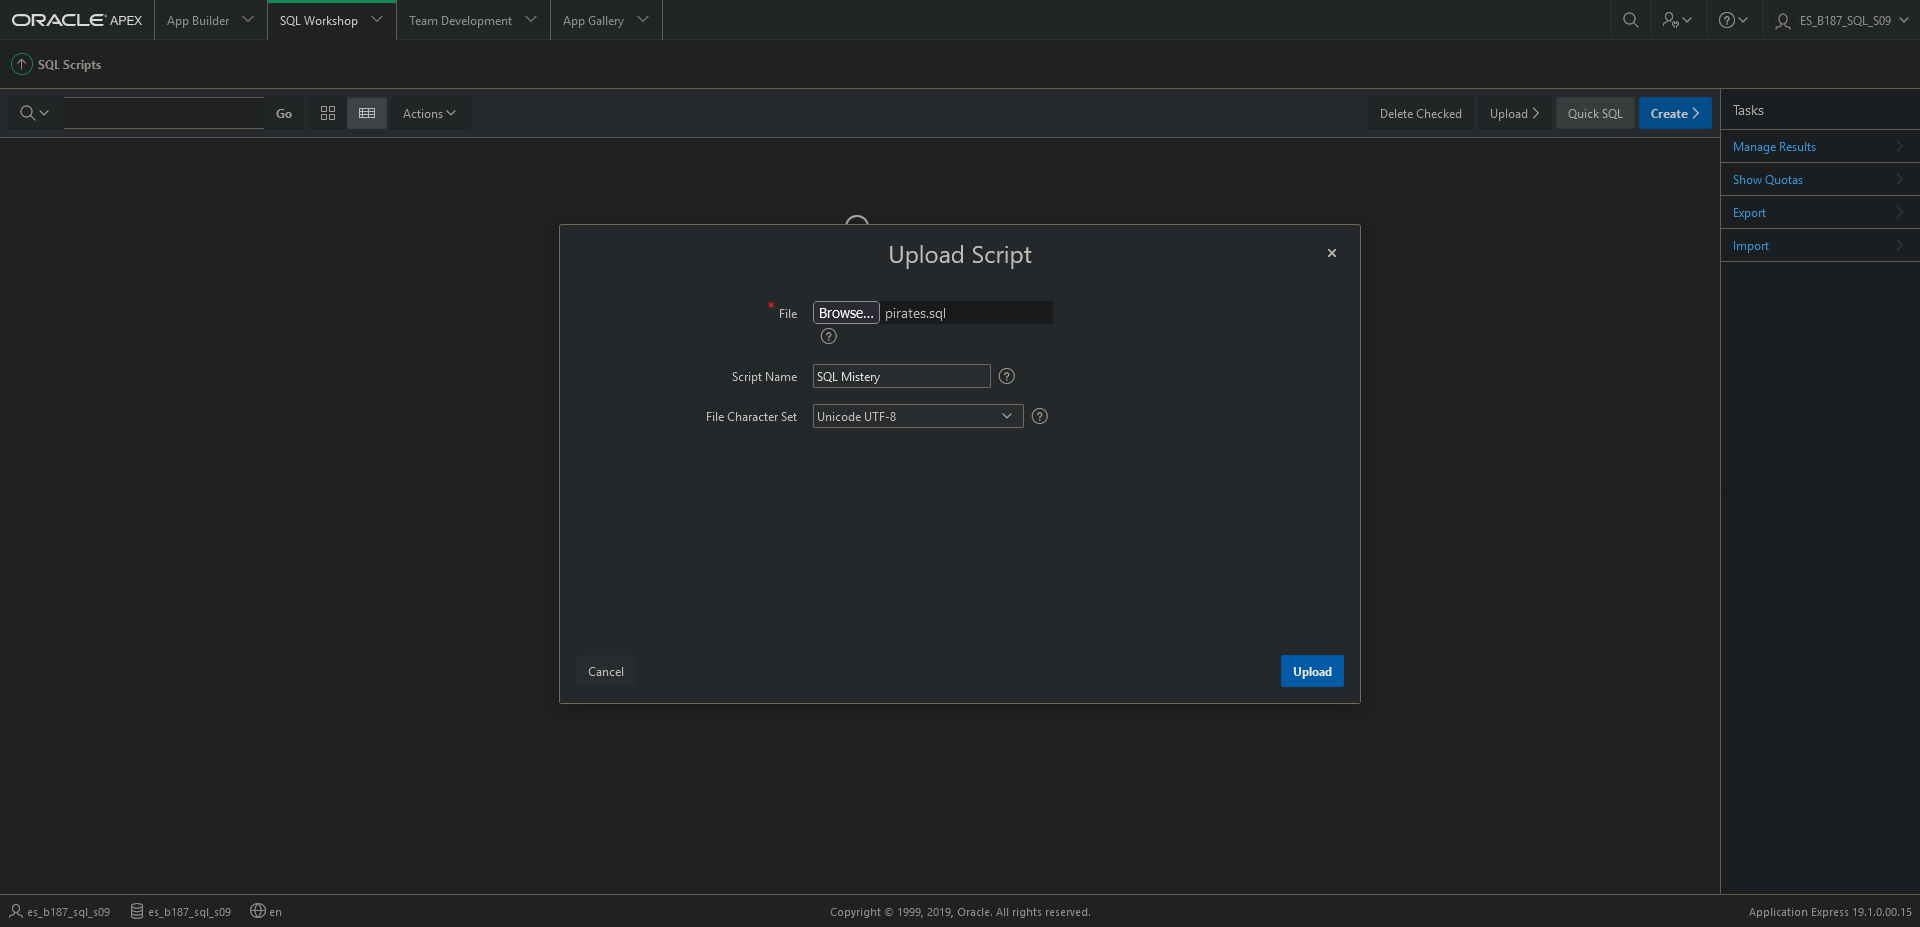 ORACLE APEX App Builder SQL Workshop Team Development App Gallery ES_B187_SQL_S09
SQL Scripts
Go Actions Delete Checked Upload Quick SQL Create
Tasks
Manage Results
Show Quotas
Export
Import
Upload Script
* File Browse... pirates.sql
Script Name SQL Mistery
File Character Set Unicode UTF-8
Cancel Upload
es_b187_sql_s09 es_b187_sql_s09 en Copyright © 1999, 2019, Oracle. All rights reserved. Application Express 19.1.0.00.15